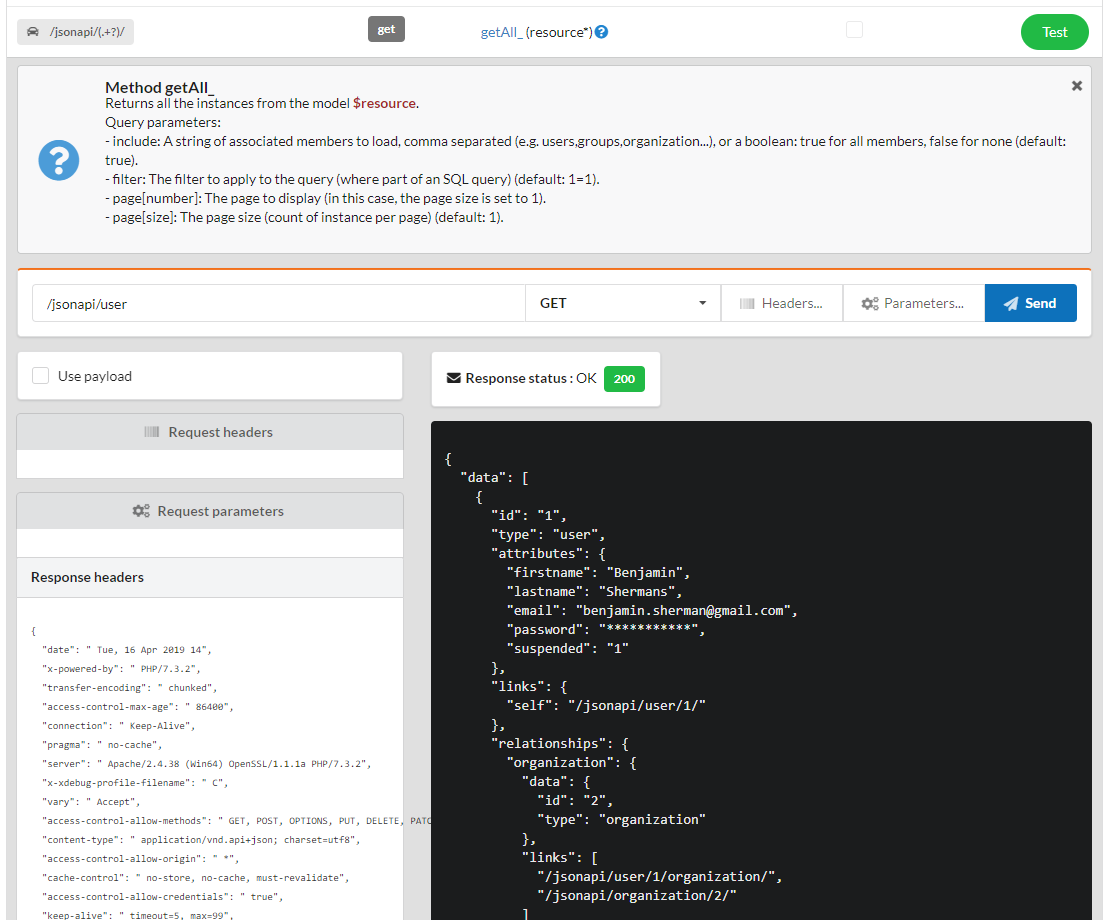 /jsonapi/(.+?)/
get
getAll_ (resource*)
Test
Method getAll_
Returns all the instances from the model $resource.
Query parameters:
- include: A string of associated members to load, comma separated (e.g. users,groups,organization...), or a boolean: true for all members, false for none (default:
true).
- filter: The filter to apply to the query (where part of an SQL query) (default: 1=1).
- page[number]: The page to display (in this case, the page size is set to 1).
- page[size]: The page size (count of instance per page) (default: 1).
/jsonapi/user
GET
Headers...
Parameters...
Send
Use payload
Request headers
Request parameters
Response headers
{
"date": " Tue, 16 Apr 2019 14",
"x-powered-by": " PHP/7.3.2",
"transfer-encoding": " chunked",
"access-control-max-age": " 86400",
"connection": " Keep-Alive",
"pragma": " no-cache",
"server": " Apache/2.4.38 (Win64) OpenSSL/1.1.1a PHP/7.3.2",
"x-xdebug-profile-filename": " C",
"vary": " Accept",
"access-control-allow-methods": " GET, POST, OPTIONS, PUT, DELETE, PATC
"content-type": " application/vnd.api+json; charset=utf8",
"access-control-allow-origin": " *",
"cache-control": " no-store, no-cache, must-revalidate",
"access-control-allow-credentials": " true",
"keep-alive": " timeout=5, max=99",
Response status : OK 200
{
"data": [
{
"id": "1",
"type": "user",
"attributes": {
"firstname": "Benjamin",
"lastname": "Shermans",
"email": "benjamin.sherman@gmail.com",
"password": "***********",
"suspended": "1"
},
"links": {
"self": "/jsonapi/user/1/"
},
"relationships": {
"organization": {
"data": {
"id": "2",
"type": "organization"
},
"links": [
"/jsonapi/user/1/organization/",
"/jsonapi/organization/2/"
]